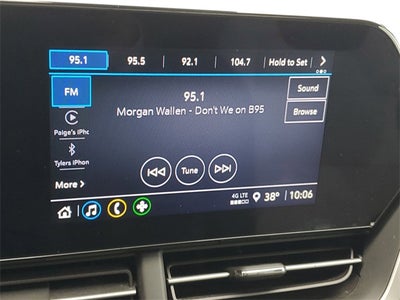 95.1 95.5 92.1 104.7 Hold to Set
FM
95.1
Sound
Morgan Wallen - Don't We on B95
Browse
Paige's iPhc
Tylers iPhon
Tune
More
4G LTE
38° 10:06